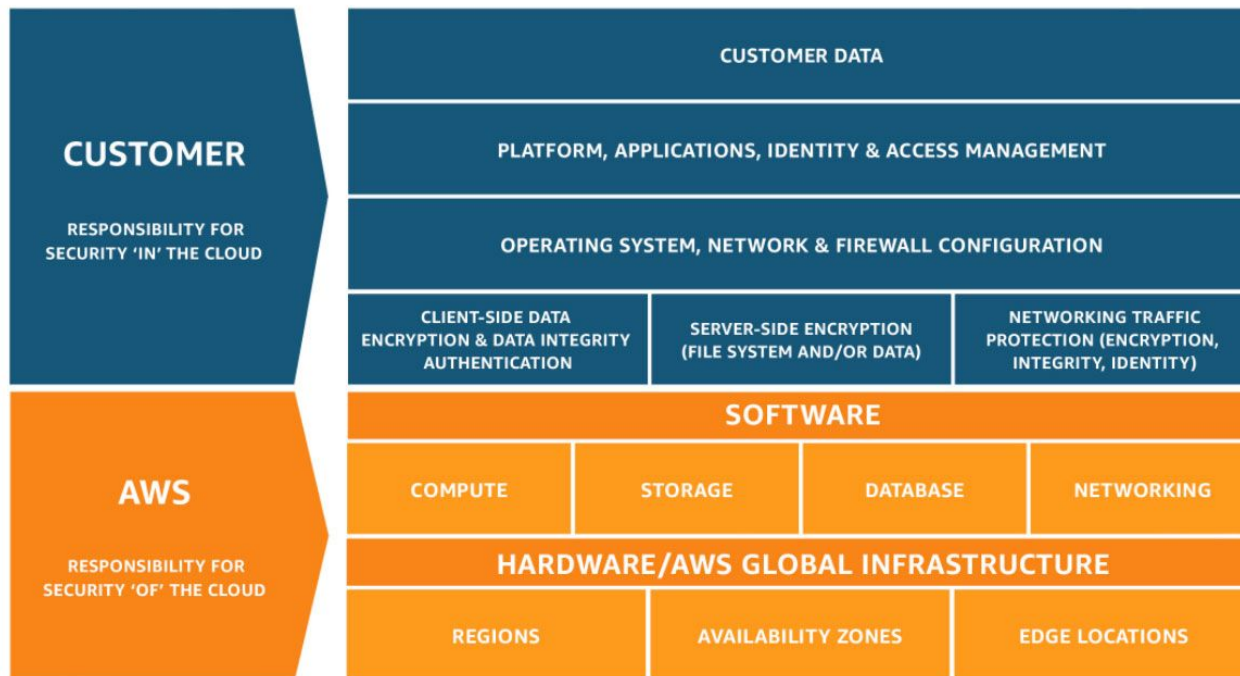 CUSTOMER
RESPONSIBILITY FOR
SECURITY ‘IN’ THE CLOUD
CUSTOMER DATA
PLATFORM, APPLICATIONS, IDENTITY & ACCESS MANAGEMENT
OPERATING SYSTEM, NETWORK & FIREWALL CONFIGURATION
CLIENT-SIDE DATA
ENCRYPTION & DATA INTEGRITY
AUTHENTICATION
SERVER-SIDE ENCRYPTION
(FILE SYSTEM AND/OR DATA)
NETWORKING TRAFFIC
PROTECTION (ENCRYPTION,
INTEGRITY, IDENTITY)
AWS
RESPONSIBILITY FOR
SECURITY ‘OF’ THE CLOUD
SOFTWARE
COMPUTE
STORAGE
DATABASE
NETWORKING
HARDWARE/AWS GLOBAL INFRASTRUCTURE
REGIONS
AVAILABILITY ZONES
EDGE LOCATIONS